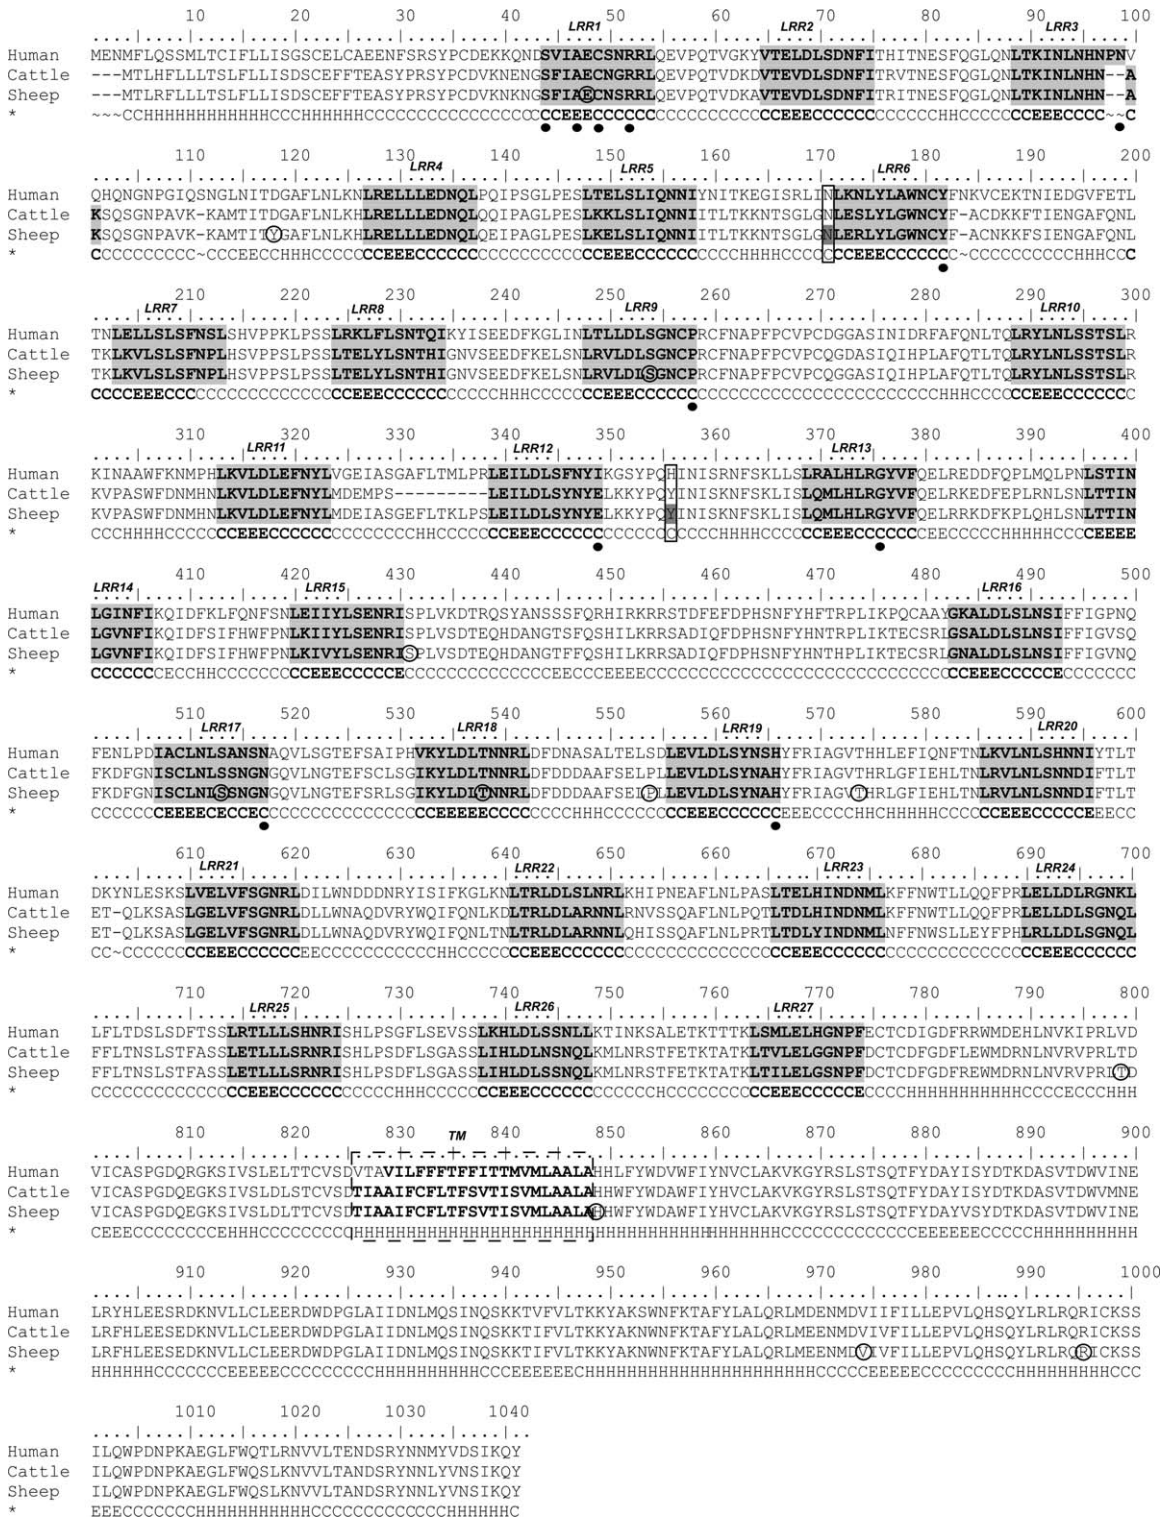 10 20 30 40 50 60 70 80 90 100
LRR1 LRR2 LRR3
Human MENMFLQSSMLTCIFLLISGSCELCAEENFSRSYPCDEKKQNDSVIAECSNRRLQEVPQTVGKYVTELDLSDNFITHITNESFQGLQNLTKINLNHNPNV
Cattle ---MTLHFLLLTSLFLLISDSCEFFTEASYPRSYPCDVKNENGSFIAECNGRRLQEVPQTVDKDVTEVDLSDNFITRVTNESFQGLQNLTKINLNHN--A
Sheep ---MTLRFLLLTSLFLLISDSCEFFTEASYPRSYPCDVKNKNGSFIAECNSRRLQEVPQTVDKAVTEVDLSDNFITRVTNESFQGLQNLTKINLNHN--A
110 120 130 140 150 160 170 180 190 200
LRR4 LRR5 LRR6
Human QHQNGNPGIQSNGLNITDGAFLNLKNLRELLLEDNQLPQIPSGLPESLTELSLIQNNIYNITKEGISRLINLKNLYLAWNCYFNKVCEKTNIEDGVFETL
Cattle KSQSGNPAVK-KAMTITDGAFLNLKHLRELLLEDNQLQEIPAGLPESLKKLSLIQNNIITLTKKNTSGLGNLESLYLGWNCYF-ACDKKFTIENGAFQNL
Sheep KSQSGNPAVK-KAMTITYGAFLNLKHLRELLLEDNQLQEIPAGLPESLKELSLIQNNIITLTKKNTSGLGNLERLYLGWNCYF-ACNKKFSIENGAFQNL
210 220 230 240 250 260 270 280 290 300
LRR7 LRR8 LRR9 LRR10
Human TNLELLSLSFNSLSHVPPKLPSSLRKLFLSNTQIKYISEEDFKGLINLTLLDLSGNCPRCFNAPFPCVPCDGGASINIDRFAFQNLTQLRYLNLSSTSLR
Cattle TKLKVLSLSFNPLHSVPPSLPSSLTELYLSNTHIGNVSEEDFKELSNLRVLDLSGNCPRCFNAPFPCVPCQGDASIQIHPLAFQTLTQLRYLNLSSTSLR
Sheep TKLKVLSLSFNPLHSVPPSLPSSLTELYLSNTHIGNVSEEDFKELSNLRVLDLSGNCPRCFNAPFPCVPCQGGASIQIHPLAFQTLTQLRYLNLSSTSLR
310 320 330 340 350 360 370 380 390 400
LRR11 LRR12 LRR13
Human KINAAWFKNMPHLKVLDLEFNYLVGEIASGAFLTMLPRLEILDLSFNYIKGSYPQHINISRNFSKLLSLRALHLRGYVFQELREDDFQPLMQLPNLSTIN
Cattle KVPASWFDNMHNLKVLDLEFNYLMDEMPS---------LEILDLSYNYELKKYPQYINISKNFSKLISLQMLHLRGYVFQELRKEDFEPLRNLSNLTTIN
Sheep KVPASWFDNMHNLKVLDLEFNYLMDEIASGEFLTKLPSLEILDLSYNYELKKYPQYINISKNFSKLISLQMLHLRGYVFQELRRKDFKPLQHLSNLTTIN
410 420 430 440 450 460 470 480 490 500
LRR14 LRR15 LRR16
Human LGINFIKQIDFKLFQNFSNLEIIYLSENRISPLVKDTRQSYANSSSFQRHIRKRRSTDFEFDPHSNFYHFTRPLIKPQCAAYGKALDLSLNSIFFIGPNQ
Cattle LGVNFIKQIDFSIFHWFPNLKIIYLSENRISPLVSDTEQHDANGTSFQSHILKRRSADIQFDPHSNFYHNTRPLIKTECSRIGSALDLSLNSIFFIGVSQ
Sheep LGVNFIKQIDFSIFHWFPNLKIVYLSENRISPLVSDTEQHDANGTFFQSHILKRRSADIQFDPHSNFYHNTHPLIKTECSRLGNALDLSLNSIFFIGVNQ
510 520 530 540 550 560 570 580 590 600
LRR17 LRR18 LRR19 LRR20
Human FENLPDIACLNLSANSNAQVLSGTEFSAIPHVKYLDLTNNRLDFDNASALTELSDLEVLDLSYNSHYFRIAGVTHHLEFIQNFTNLKVLNLSHNNIYTLT
Cattle FKDFGNISCLNLSSNGNGQVLNGTEFSCLSGIKYLDLTNNRLDFDDDAAFSELPLLEVLDLSYNAHYFRIAGVTHRLGFIENLTNLRVLNLSNNDIFTLT
Sheep FKDFGNISCLNLSSNGNGQVLNGTEFSRLSGIKYLDLTNNRLDFDDDAAFSELPLLEVLDLSYNAHYFRIAGVTHRLGFIENLTNLRVLNLSNNDIFTLT
610 620 630 640 650 660 670 680 690 700
LRR21 LRR22 LRR23 LRR24
Human DKYNLESKSLVELVFSGNRLDILWNDDDNRYISIFKGLKNLTRLDLSLNRLKHIPNEAFLNLPASLTELHINDNMLKFFNWTLLQQFPRLELLDLRGNKL
Cattle ET-QLKSASLGELVFSGNRLDLLWNAQDVRYWQIFQNLKDLTRLDLARNNLRNVSSQAFLNLPQTLTDLHINDNMLKFFNWTLLQQFPRLELLDLSGNQL
Sheep ET-QLKSASLGELVFSGNRLDLLWNAQDVRYWQIFQNLTNLTRLDLARNNLQHISSQAFLNLPRTLTDLYINDNMLNFFNWSLLEYFPHLRLLDLSGNQL
710 720 730 740 750 760 770 780 790 800
LRR25 LRR26 LRR27
Human LFLTDSLSDFTSSLRTLLLSHNRISHLPSGFLSEVSSLKHLDLSSNLLKTINKSALETKTTTKLSMLELHGNPFECTCDIGDFRRWMDEHLNVKIPRLVD
Cattle FFLTNSLSTFASSLETLLLSRNRISHLPSDFLSGASSLIHLDLNSNQLKMLNRSTFETKTATKLTVLELGGNPFDCTCDFGDFLEWMDRNLNVRVPRLTD
Sheep FFLTNSLSTFASSLETLLLSRNRISHLPSDFLSGASSLIHLDLSSNQLKMLNRSTFETKTATKLTILELGSNPFDCTCDFGDFREWMDRNLNVRVPRLTD
810 820 830 840 850 860 870 880 890 900
TM
Human VICASPGDQRGKSIVSLELTTCVSDVTAVILFFFTFFITTMVMLAALAHHLFYWDVWFIYNVCLAKVKGYRSLSTSQTFYDAYISYDTKDASVTDWVINE
Cattle VICASPGDQEGKSIVSLDLSTCVSDTIAAIFCFLTFSVTISVMLAALAHHWFYWDAWFIYHVCLAKVKGYRSLSTSQTFYDAYISYDTKDASVTDWVMNE
Sheep VICASPGDQEGKSIVSLDLTTCVSDTIAAIFCFLTFSVTISVMLAALAHHWFYWDAWFIYHVCLAKVKGYRSLSTSQTFYDAYVSYDTKDASVTDWVINE
910 920 930 940 950 960 970 980 990 1000
Human LRYHLEESRDKNVLLCLEERDWDPGLAIIDNLMQSINQSKKTVFVLTKKYAKSWNFKTAFYLALQRLMDENMDVIIFILLEPVLQHSQYLRLRQRICKSS
Cattle LRFHLEESEDKNVLLCLEERDWDPGLAIIDNLMQSINQSKKTIFVLTKKYAKNWNFKTAFYLALQRLMEENMDVIVFILLEPVLQHSQYLRLRQRICKSS
Sheep LRFHLEESEDKNVLLCLEERDWDPGLAIIDNLMQSINQSKKTIFVLTKKYAKNWNFKTAFYLALQRLMEENMDVIVFILLEPVLQHSQYLRLRQRICKSS
1010 1020 1030 1040
Human ILQWPDNPKAEGLFWQTLRNVVLTENDSRYNNMYVDSIKQY
Cattle ILQWPDNPKAEGLFWQSLKNVVLTANDSRYNNLYVNSIKQY
Sheep ILQWPDNPKAEGLFWQSLKNVVLTANDSRYNNLYVNSIKQY
* EEECCCCCCCHHHHHHHHHHHCCCCCCCCCCCCCHHHHHHC